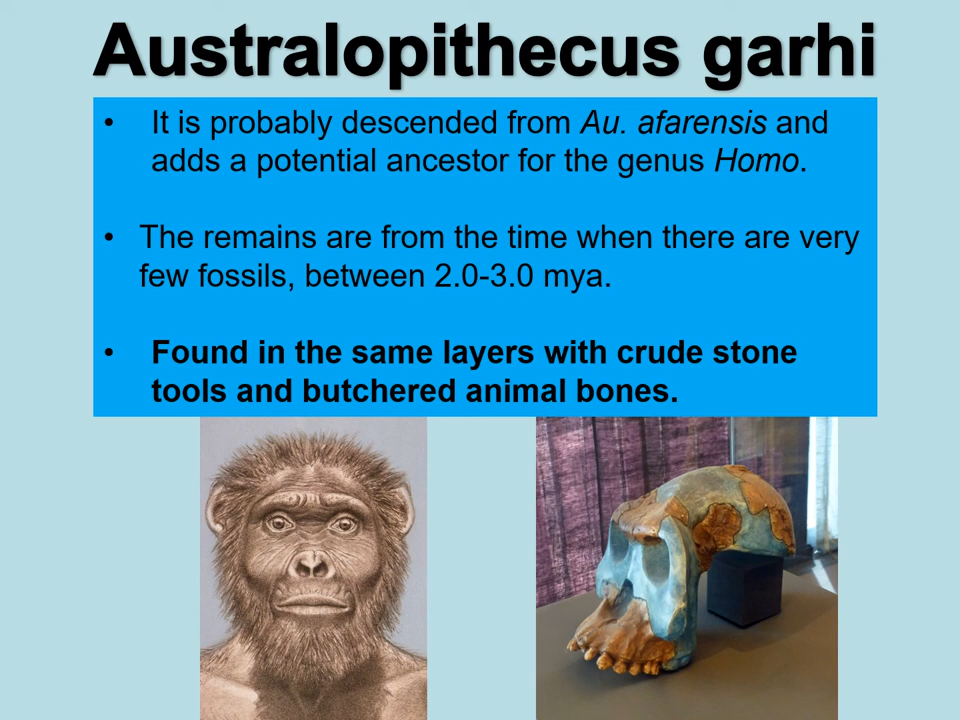 Australopithecus garhi
• It is probably descended from Au. afarensis and
adds a potential ancestor for the genus Homo.
• The remains are from the time when there are very
few fossils, between 2.0-3.0 mya.
• Found in the same layers with crude stone
tools and butchered animal bones.